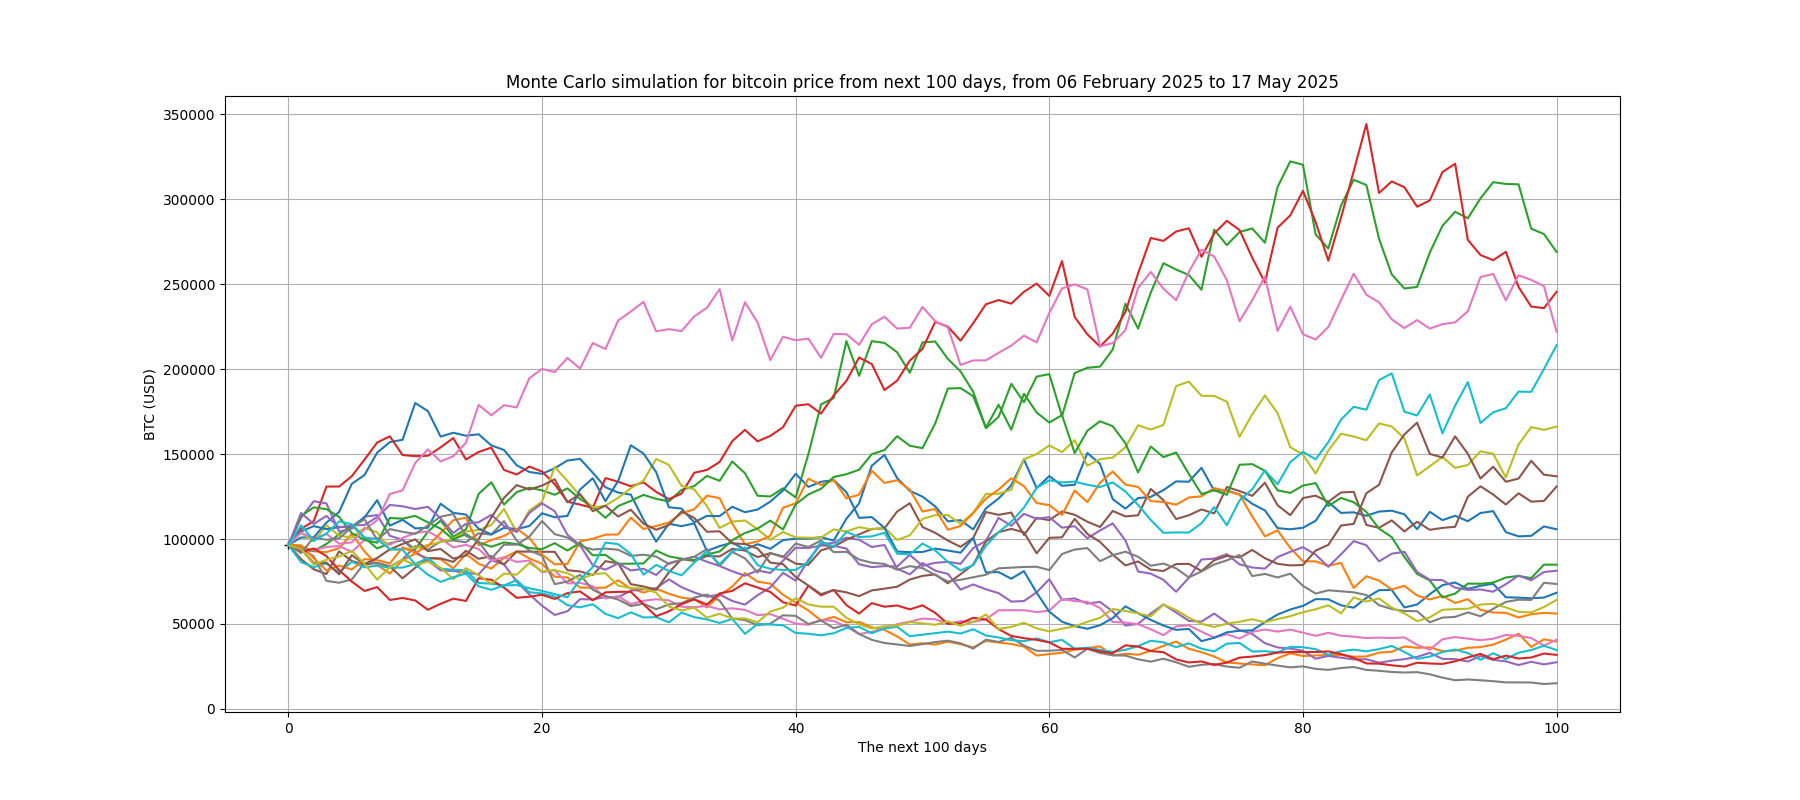 Monte Carlo simulation for bitcoin price from next 100 days, from 06 February 2025 to 17 May 2025
350000
300000
250000
200000
150000
100000
50000
0
BTC (USD)
0 20 40 60 80 100
The next 100 days